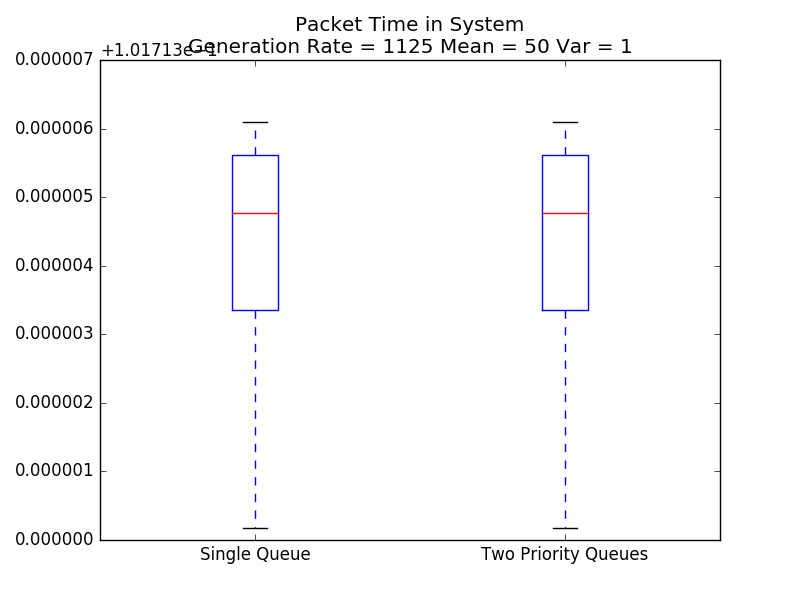 Packet Time in System
Generation Rate = 1125 Mean = 50 Var = 1
+1.01713e−1
0.000007
0.000006
0.000005
0.000004
0.000003
0.000002
0.000001
0.000000
Single Queue
Two Priority Queues